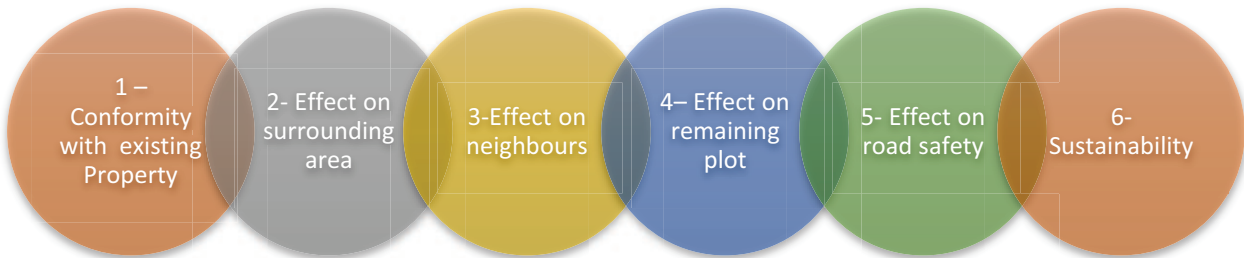 1 –
Conformity
with  existing
Property
2- Effect on
surrounding
area
3-Effect on
neighbours
4– Effect on
remaining
plot
5- Effect on
road safety
6-
Sustainability